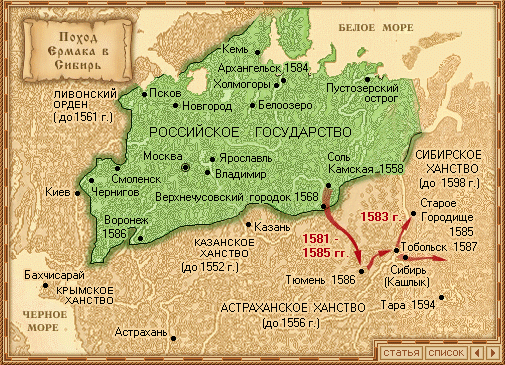 Поход
Ермака в
Сибирь
БЕЛОЕ МОРЕ
Кемь
Архангельск 1584
Холмогоры
Пустозерский
острог
ЛИВОНСКИЙ
ОРДЕН
( до1561 г.)
Псков
Новгород
Белоозеро
РОССИЙСКОЕ ГОСУДАРСТВО
Москва
Ярославль
Владимир
Соль
Камская 1558
СИБИРСКОЕ
ХАНСТВО
(до 1598 г.)
Смоленск
Чернигов
Киев
Верхнечусовский городок 1568
Старое
Городище
1585
Воронеж
1586
Казань
1583 г.
1581 -
1585 гг.
КАЗАНСКОЕ
ХАНСТВО
(до 1552 г.)
Тобольск 1587
Сибирь
(Кашлык)
Тюмень 1586
Бахчисарай
КРЫМСКОЕ
ХАНСТВО
Тара 1594
АСТРАХАНСКОЕ ХАНСТВО
(до 1556 г.)
ЧЕРНОЕ
МОРЕ
Астрахань
статья
список